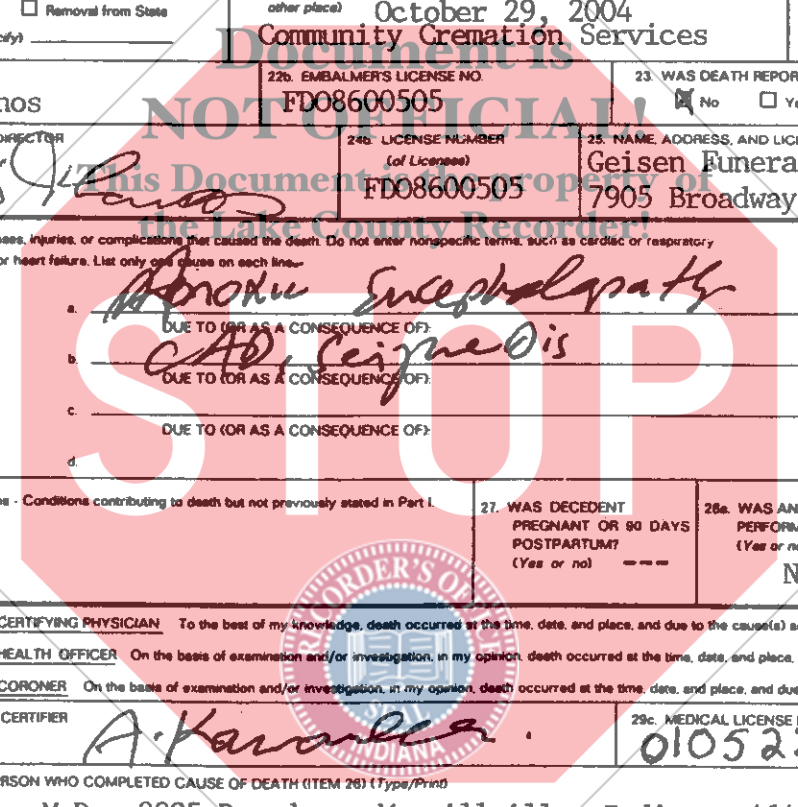 Removal from State
other place)
October 29, 2004
cify)
Community Cremation Services
Document is
22b. EMBALMER'S LICENSE NO.
23. WAS DEATH REPOR
FD08600505
No
nos
NOT OFFICIAL!
DIRECTOR
24b. LICENSE NUMBER
(of Licensee)
25. NAME, ADDRESS, AND LICE
Geisen Funera
This Document is the property of
FD08600505
7905 Broadway
the Lake County Recorder!
ses, injuries, or complications that caused the death. Do not enter nonspecific terms, such as cardiac or respiratory
or heart failure. List only one cause on each line.
a. Anoxic Encephalopathy
DUE TO (OR AS A CONSEQUENCE OF):
b. CAD,
DUE TO (OR AS A CONSEQUENCE OF):
c.
DUE TO (OR AS A CONSEQUENCE OF):
d.
STOP
s - Conditions contributing to death but not previously stated in Part I.
27. WAS DECEDENT
PREGNANT OR 90 DAYS
POSTPARTUM?
(Yes or no) ---
28a. WAS AN
PERFORM
(Yes or no
N
RECORDER'S OFFICE
SEAL
INDIANA
CERTIFYING PHYSICIAN To the best of my knowledge, death occurred at the time, date, and place, and due to the cause(s) a
HEALTH OFFICER On the basis of examination and/or investigation, in my opinion, death occurred at the time, date, and place,
CORONER On the basis of examination and/or investigation, in my opinion, death occurred at the time, date, and place, and due
CERTIFIER
29c. MEDICAL LICENSE
010522
RSON WHO COMPLETED CAUSE OF DEATH (ITEM 26) (Type/Print)